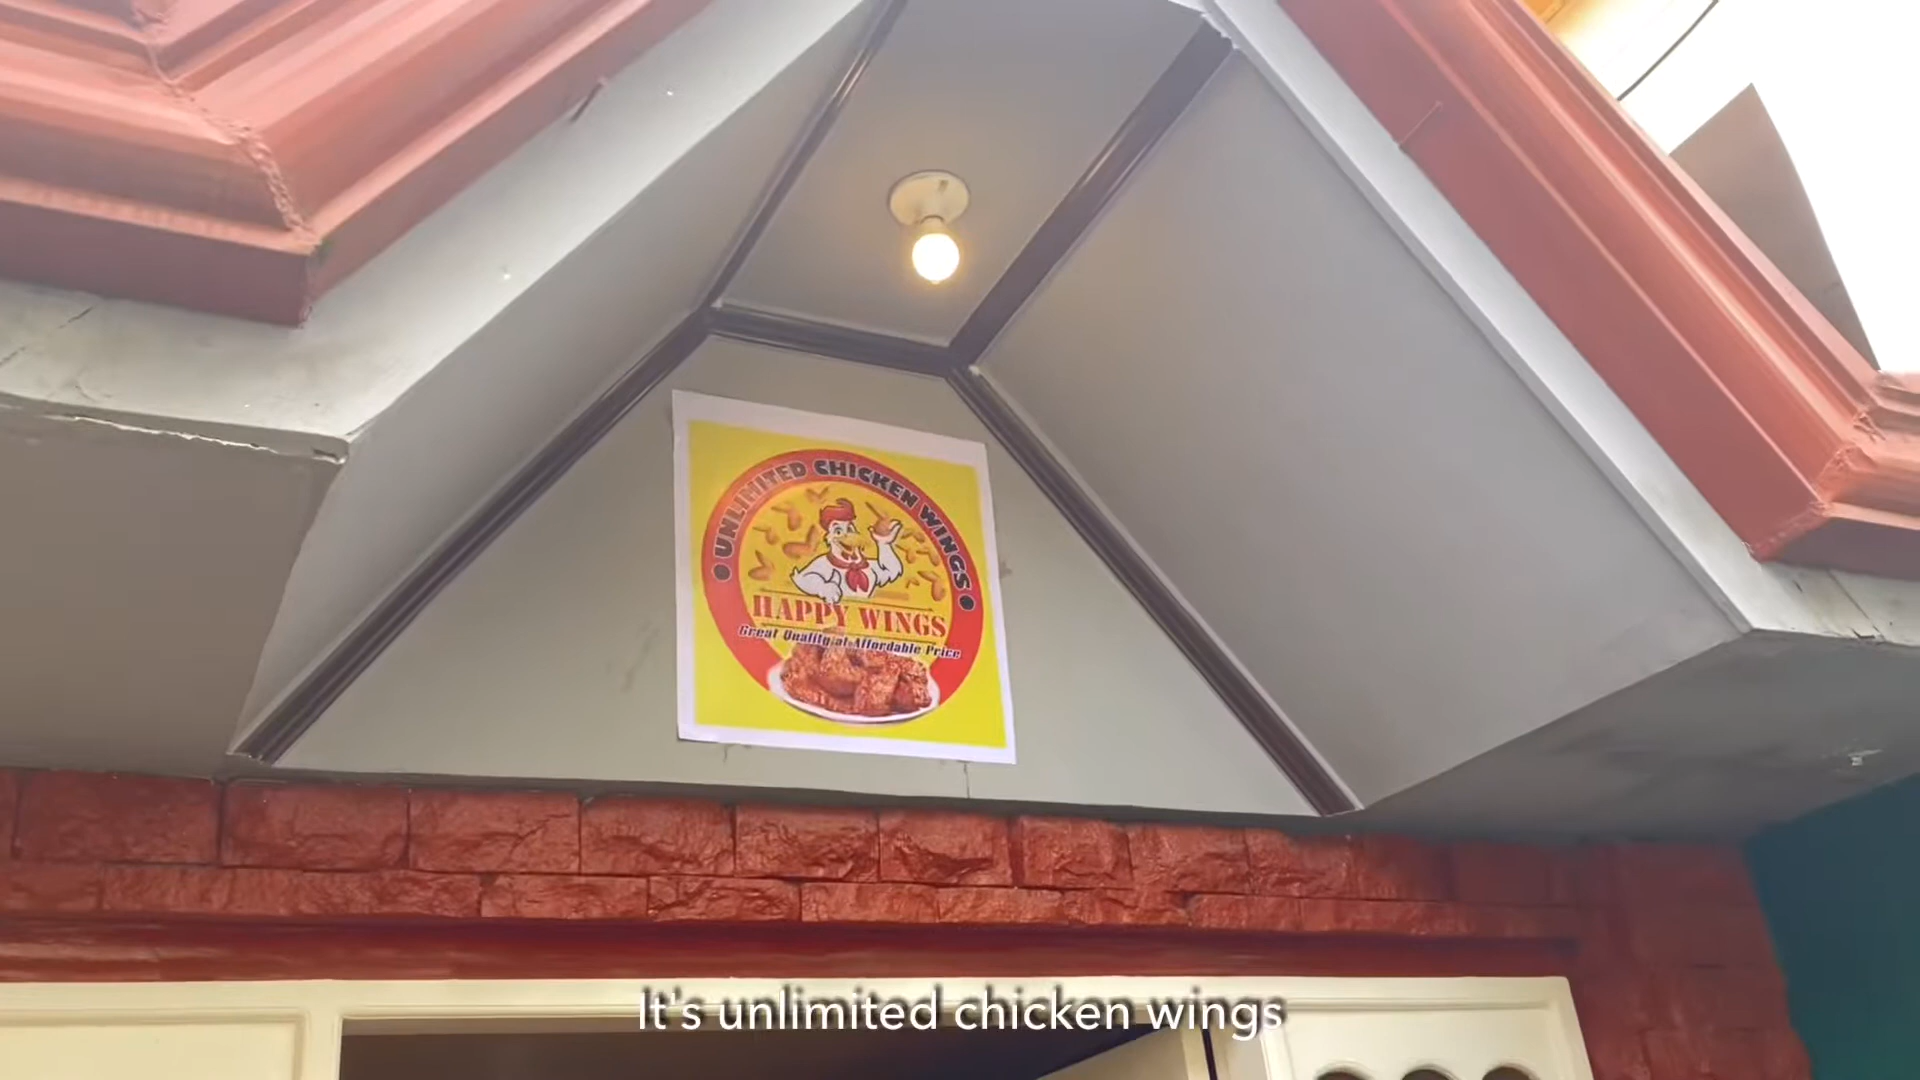 UNLIMITED CHICKEN WINGS
HAPPY WINGS
Great Quality at Affordable Price
It's unlimited chicken wings